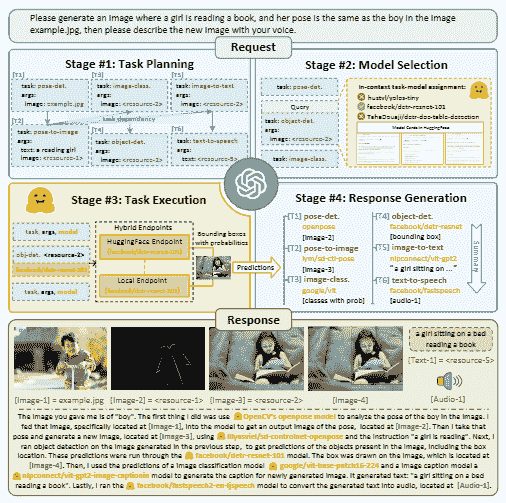 Please generate an image where a girl is reading a book, and her pose is the same as the boy in the image
example.jpg, then please describe the new image with your voice.
Request
Stage #1: Task Planning
[T1]
task: pose-det.
args:
image: example.jpg
[T3]
task: image-class.
args:
image: <resource-2>
[T5]
task: image-to-text
args:
image: <resource-2>
task dependency
[T2]
task: pose-to-image
args:
text: a reading girl
image: <resource-1>
[T4]
task: object-det.
args:
image: <resource-2>
[T6]
task: text-to-speech
args:
text: <resource-5>
Stage #2: Model Selection
task: pose-det.
Query
task: object-det.
task: image-class.
In-context task-model assignment:
hustvl/yolos-tiny
facebook/detr-resnet-101
TahaDouaji/detr-doc-table-detection
Model Cards in HuggingFace
Stage #3: Task Execution
task, args, model
obj-det. <resource-2>
facebook/detr-resnet-101
task, args, model
Hybrid Endpoints
HuggingFace Endpoint
(facebook/detr-resnet-101)
Local Endpoint
(facebook/detr-resnet-101)
Bounding boxes
with probabilities
Predictions
Stage #4: Response Generation
[T1] pose-det.
openpose
[image-2]
[T2] pose-to-image
[image-3]
[T3] image-class.
google/vit
[classes with prob]
[T4] object-det.
facebook/detr-resnet
[bounding box]
[T5] image-to-text
nlpconnect/vit-gpt2
"a girl sitting on ..."
[T6] text-to-speech
facebook/fastspeech
[audio-1]
Summary
Response
a girl sitting on a bed
reading a book
[Text-1] = <resource-5>
[Audio-1]
[Image-1] = example.jpg
[Image-2] = <resource-1>
[Image-3] = <resource-2>
[Image-4]
The image you gave me is of "boy". The first thing I did was use OpenCV's openpose model to analyze the pose of the boy in the image. I
fed that image, specifically located at [Image-1], into the model to get an output image of the pose, located at [Image-2]. Then I take that
pose and generate a new image, located at [Image-3], using lllyasviel/sd-controlnet-openpose and the instruction "a girl is reading". Next, I
ran object detection on the image generated in the previous step, to get predictions of the objects present in the image, including the box
location. These predictions were run through the facebook/detr-resnet-101 model. The box was drawn on the image, which is located at
[Image-4]. Then, I used the predictions of a image classification model google/vit-base-patch16-224 and a image caption model a
nlpconnect/vit-gpt2-image-captioning model to generate the caption for newly generated image. It generated text: "a girl sitting on a bed
reading a book". Lastly, I ran the facebook/fastspeech2-en-ljspeech model to convert the generated text into audio, located at [Audio-1].